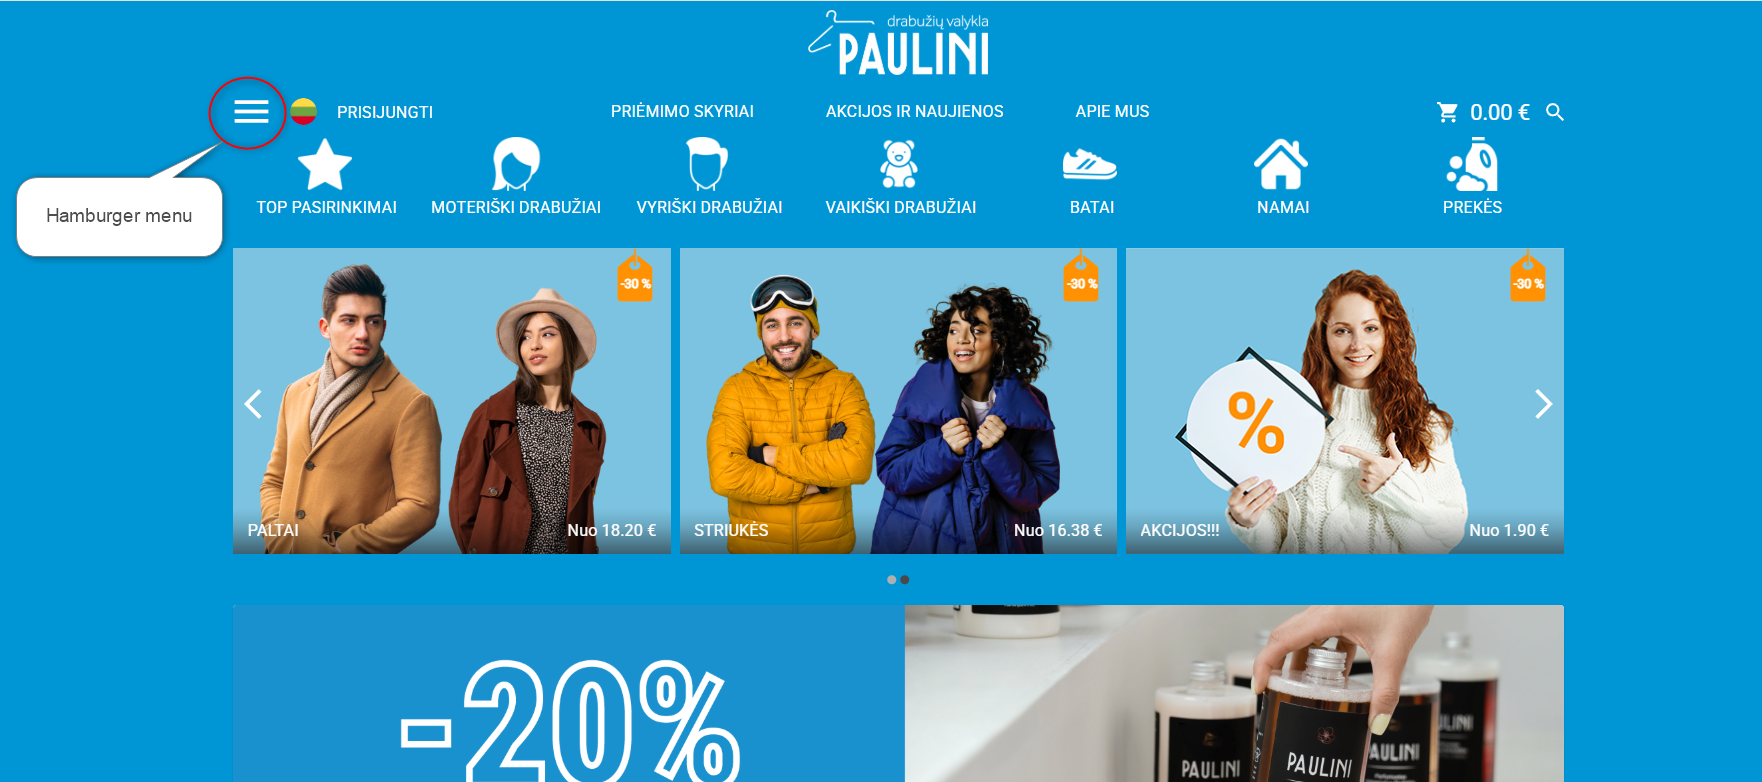 drabužių valykla
PAULINI
PRISIJUNGTI
PRIĖMIMO SKYRIAI
AKCIJOS IR NAUJIENOS
APIE MUS
0.00 €
Hamburger menu
TOP PASIRINKIMAI
MOTERIŠKI DRABUŽIAI
VYRIŠKI DRABUŽIAI
VAIKIŠKI DRABUŽIAI
BATAI
NAMAI
PREKĖS
-30 %
-30 %
-30 %
%
PALTAI
Nuo 18.20 €
STRIUKĖS
Nuo 16.38 €
AKCIJOS!!!
Nuo 1.90 €
-20%
PAULINI
PAULINI
PAULINI